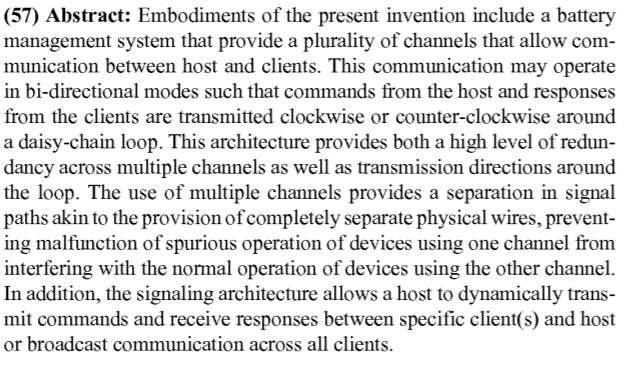 (57) Abstract: Embodiments of the present invention include a battery
management system that provide a plurality of channels that allow com-
munication between host and clients. This communication may operate
in bi-directional modes such that commands from the host and responses
from the clients are transmitted clockwise or counter-clockwise around
a daisy-chain loop. This architecture provides both a high level of redun-
dancy across multiple channels as well as transmission directions around
the loop. The use of multiple channels provides a separation in signal
paths akin to the provision of completely separate physical wires, prevent-
ing malfunction of spurious operation of devices using one channel from
interfering with the normal operation of devices using the other channel.
In addition, the signaling architecture allows a host to dynamically trans-
mit commands and receive responses between specific client(s) and host
or broadcast communication across all clients.